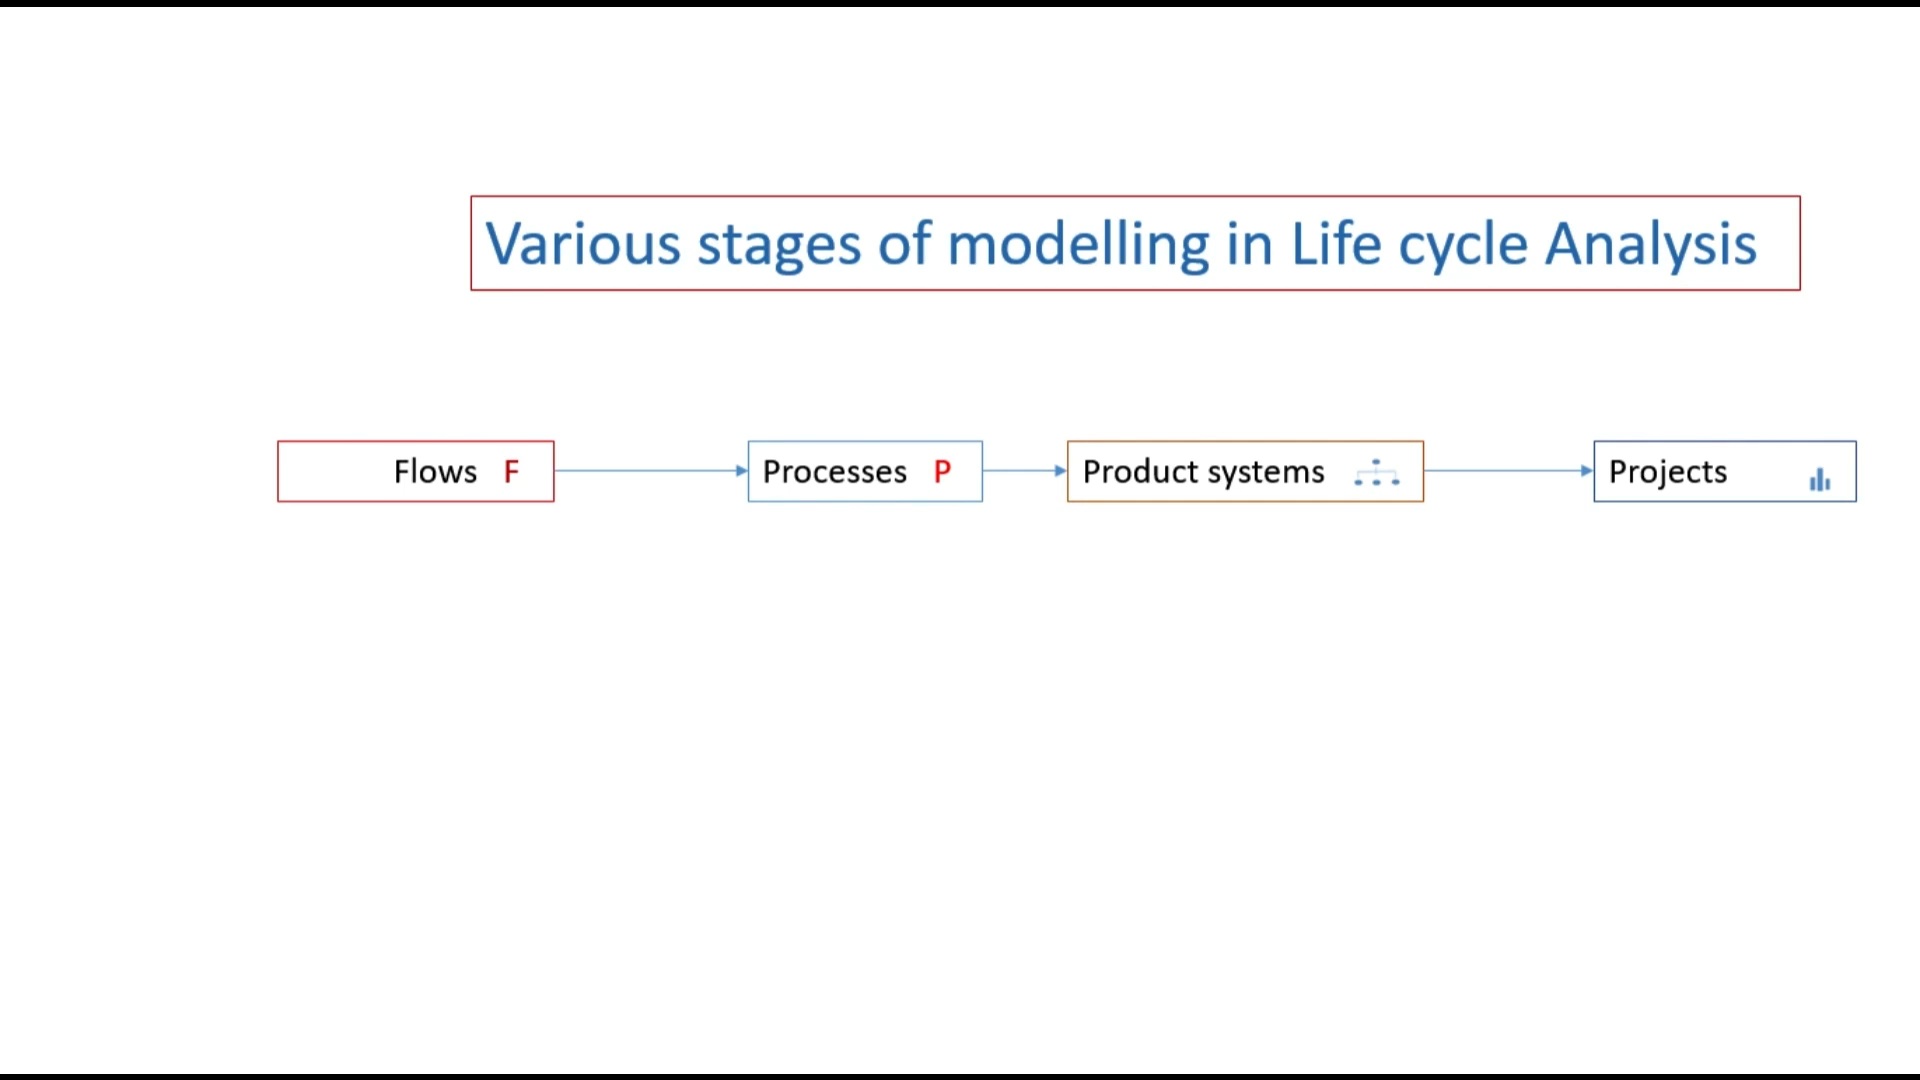 Various stages of modelling in Life cycle Analysis
Flows F
Processes P
Product systems
Projects